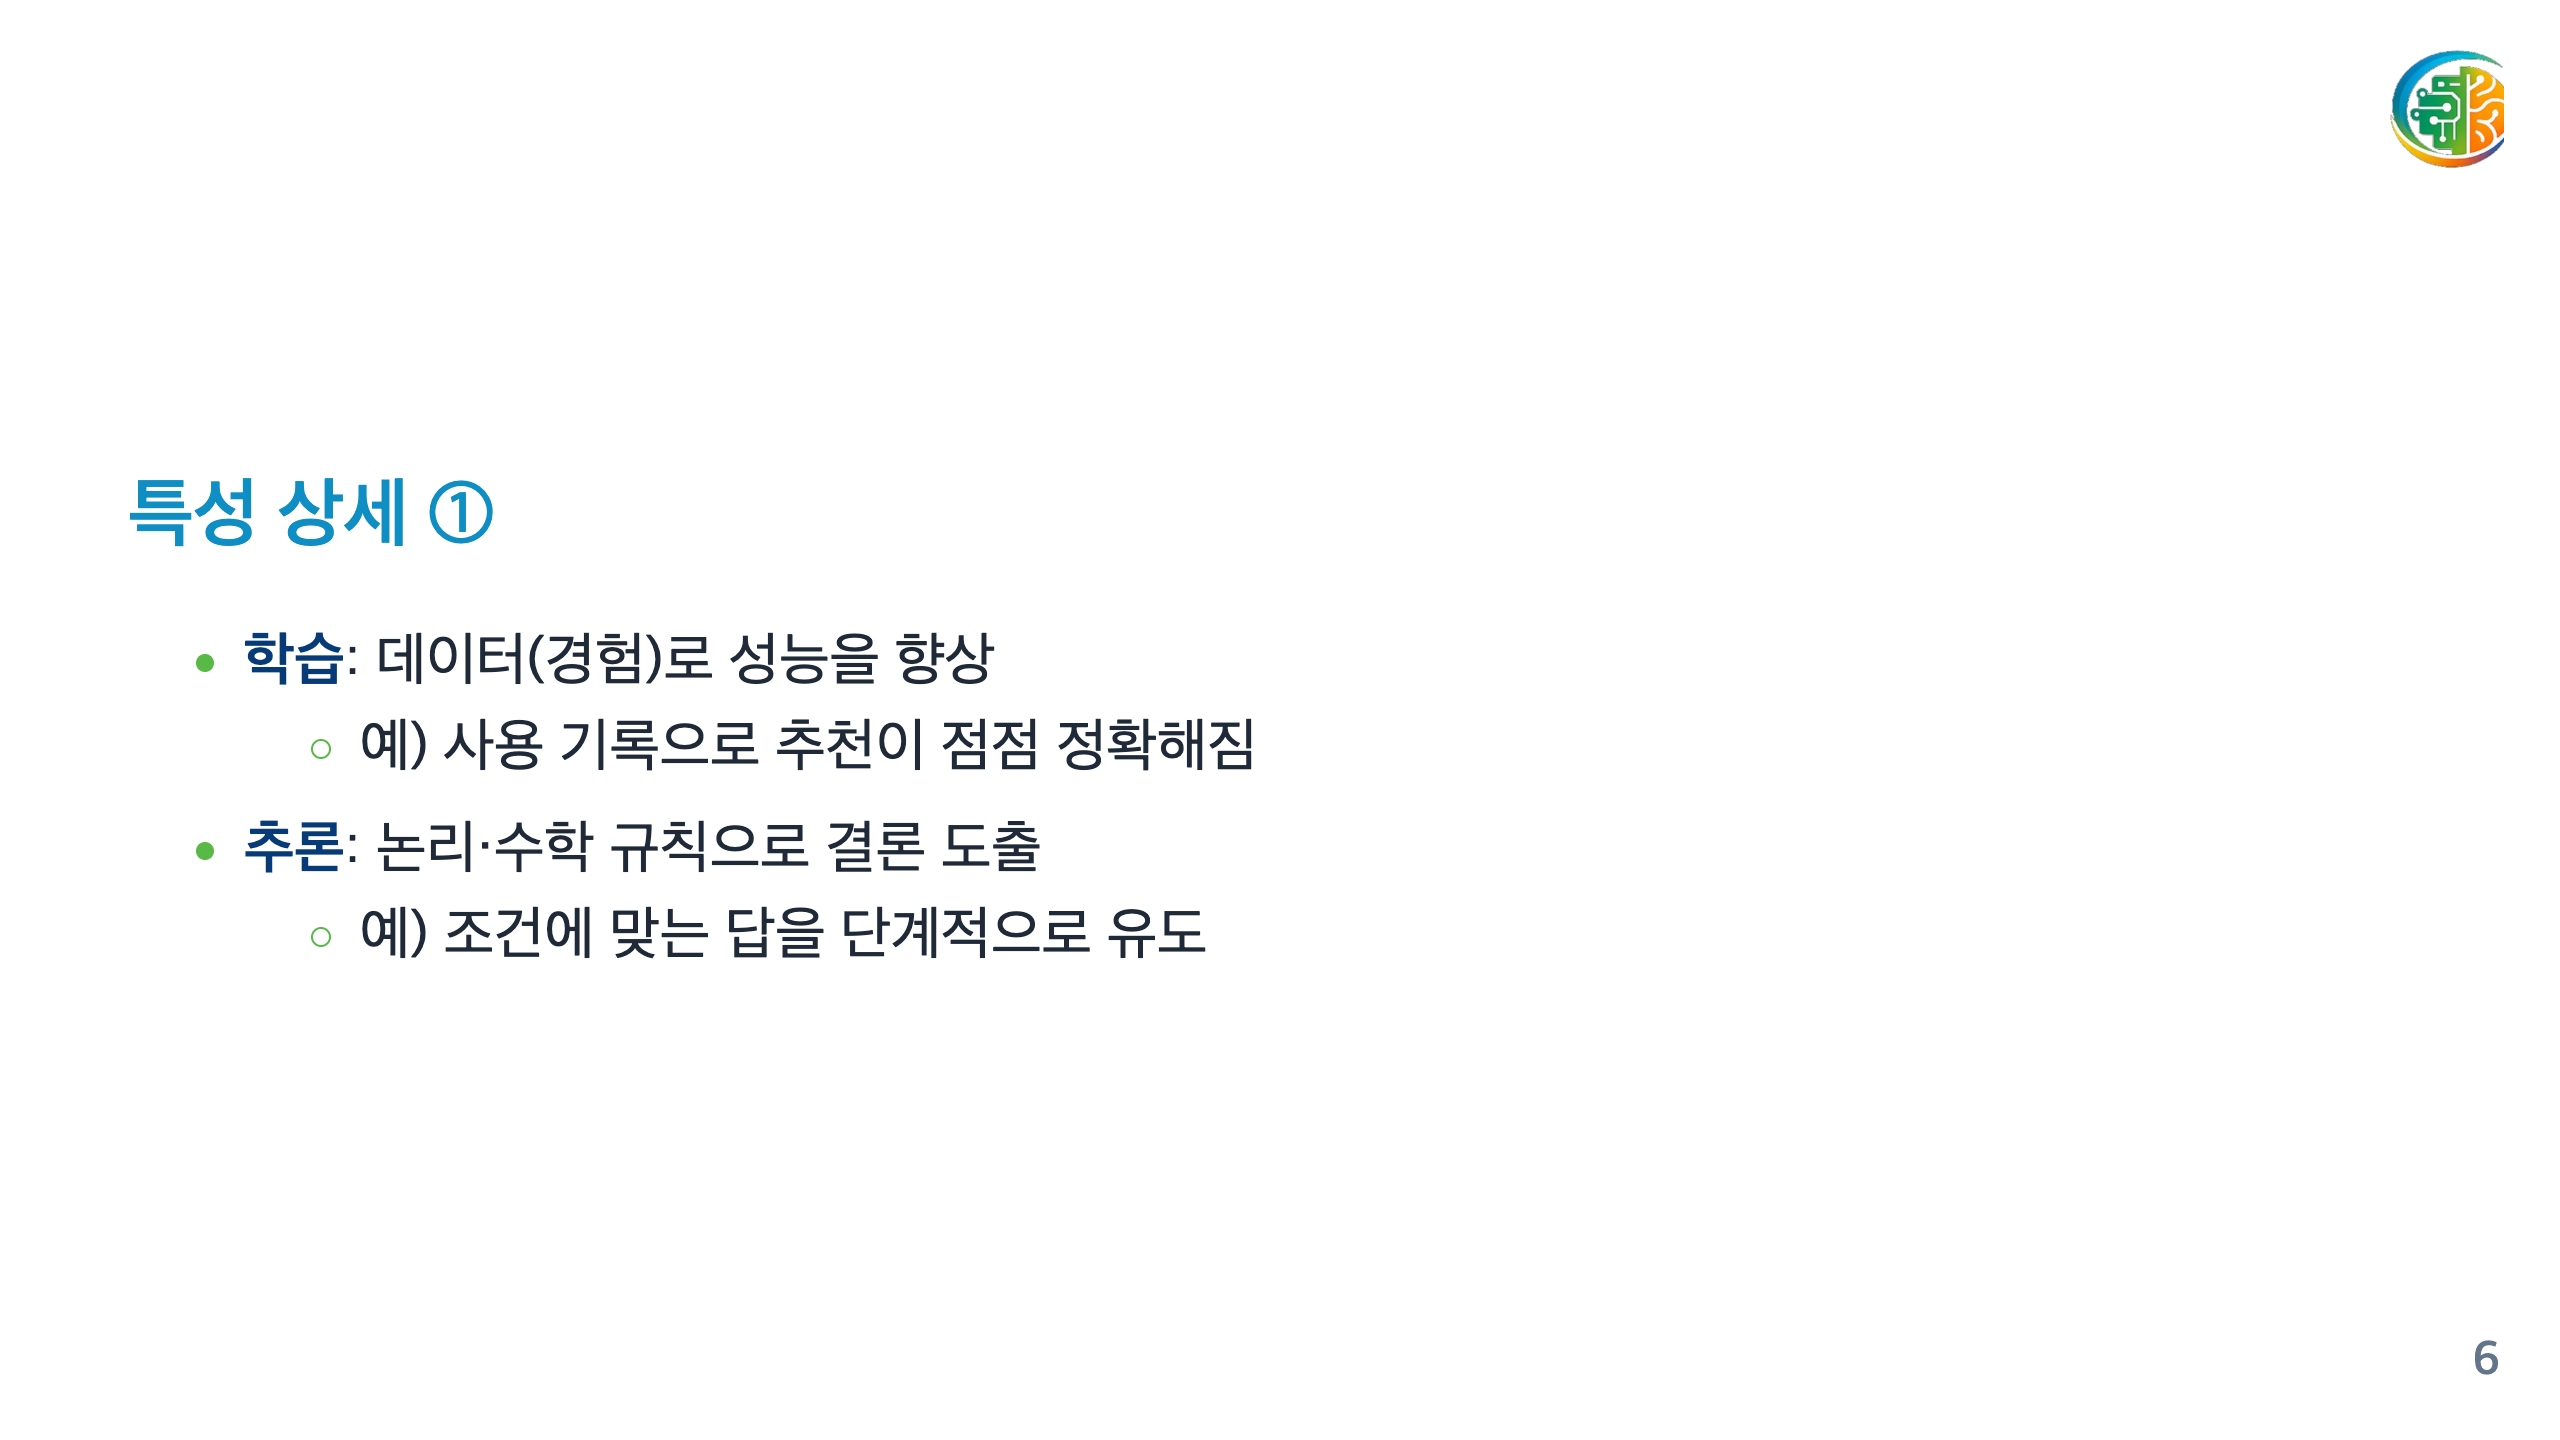 특성 상세 ①
• 학습: 데이터(경험)로 성능을 향상
○ 예) 사용 기록으로 추천이 점점 정확해짐
• 추론: 논리·수학 규칙으로 결론 도출
○ 예) 조건에 맞는 답을 단계적으로 유도
6